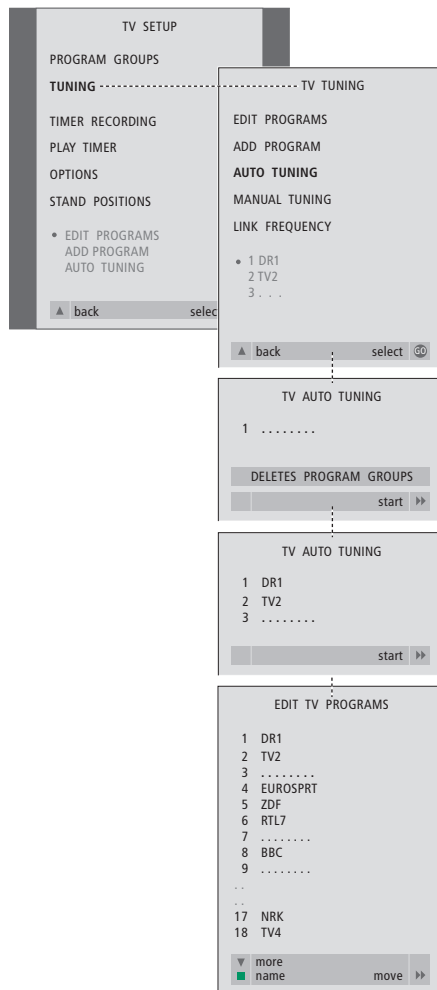 TV SETUP
PROGRAM GROUPS
TUNING
TIMER RECORDING
PLAY TIMER
OPTIONS
STAND POSITIONS
• EDIT PROGRAMS
ADD PROGRAM
AUTO TUNING
▲ back selec
TV TUNING
EDIT PROGRAMS
ADD PROGRAM
AUTO TUNING
MANUAL TUNING
LINK FREQUENCY
• 1 DR1
2 TV2
3 . . .
▲ back select GO
TV AUTO TUNING
1 ........
DELETES PROGRAM GROUPS
start ▶▶
TV AUTO TUNING
1 DR1
2 TV2
3 ........
start ▶▶
EDIT TV PROGRAMS
1 DR1
2 TV2
3 ........
4 EUROSPRT
5 ZDF
6 RTL7
7 ........
8 BBC
9 ........
. .
. .
17 NRK
18 TV4
▼ more
■ name move ▶▶